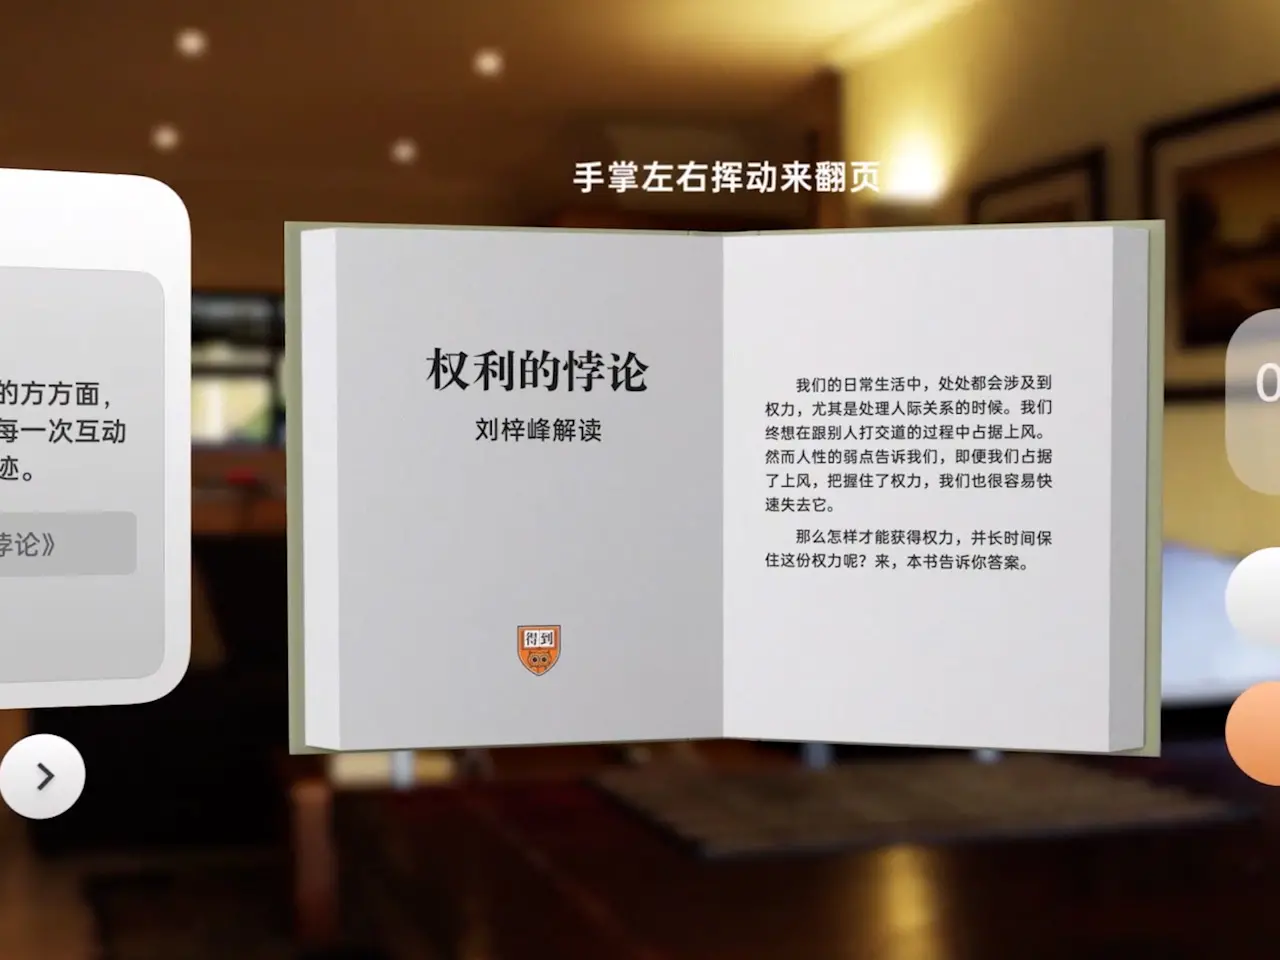 手掌左右挥动来翻页
的方方面，
每一次互动
迹。
悖论》
权利的悖论
刘梓峰解读
得到
我们的日常生活中，处处都会涉及到
权力，尤其是处理人际关系的时候。我们
终想在跟别人打交道的过程中占据上风。
然而人性的弱点告诉我们，即便我们占据
了上风，把握住了权力，我们也很容易快
速失去它。
那么怎样才能获得权力，并长时间保
住这份权力呢？来，本书告诉你答案。
0